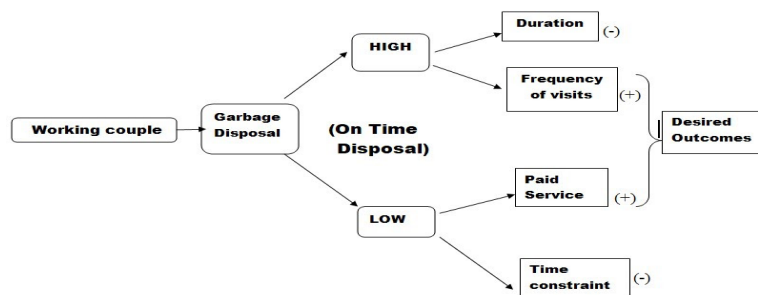 Duration
(-)
HIGH
Frequency
of visits
(+)
Garbage
Disposal
Working couple
(On Time
Disposal)
Desired
Outcomes
Paid
Service
(+)
LOW
Time
constraint
(-)